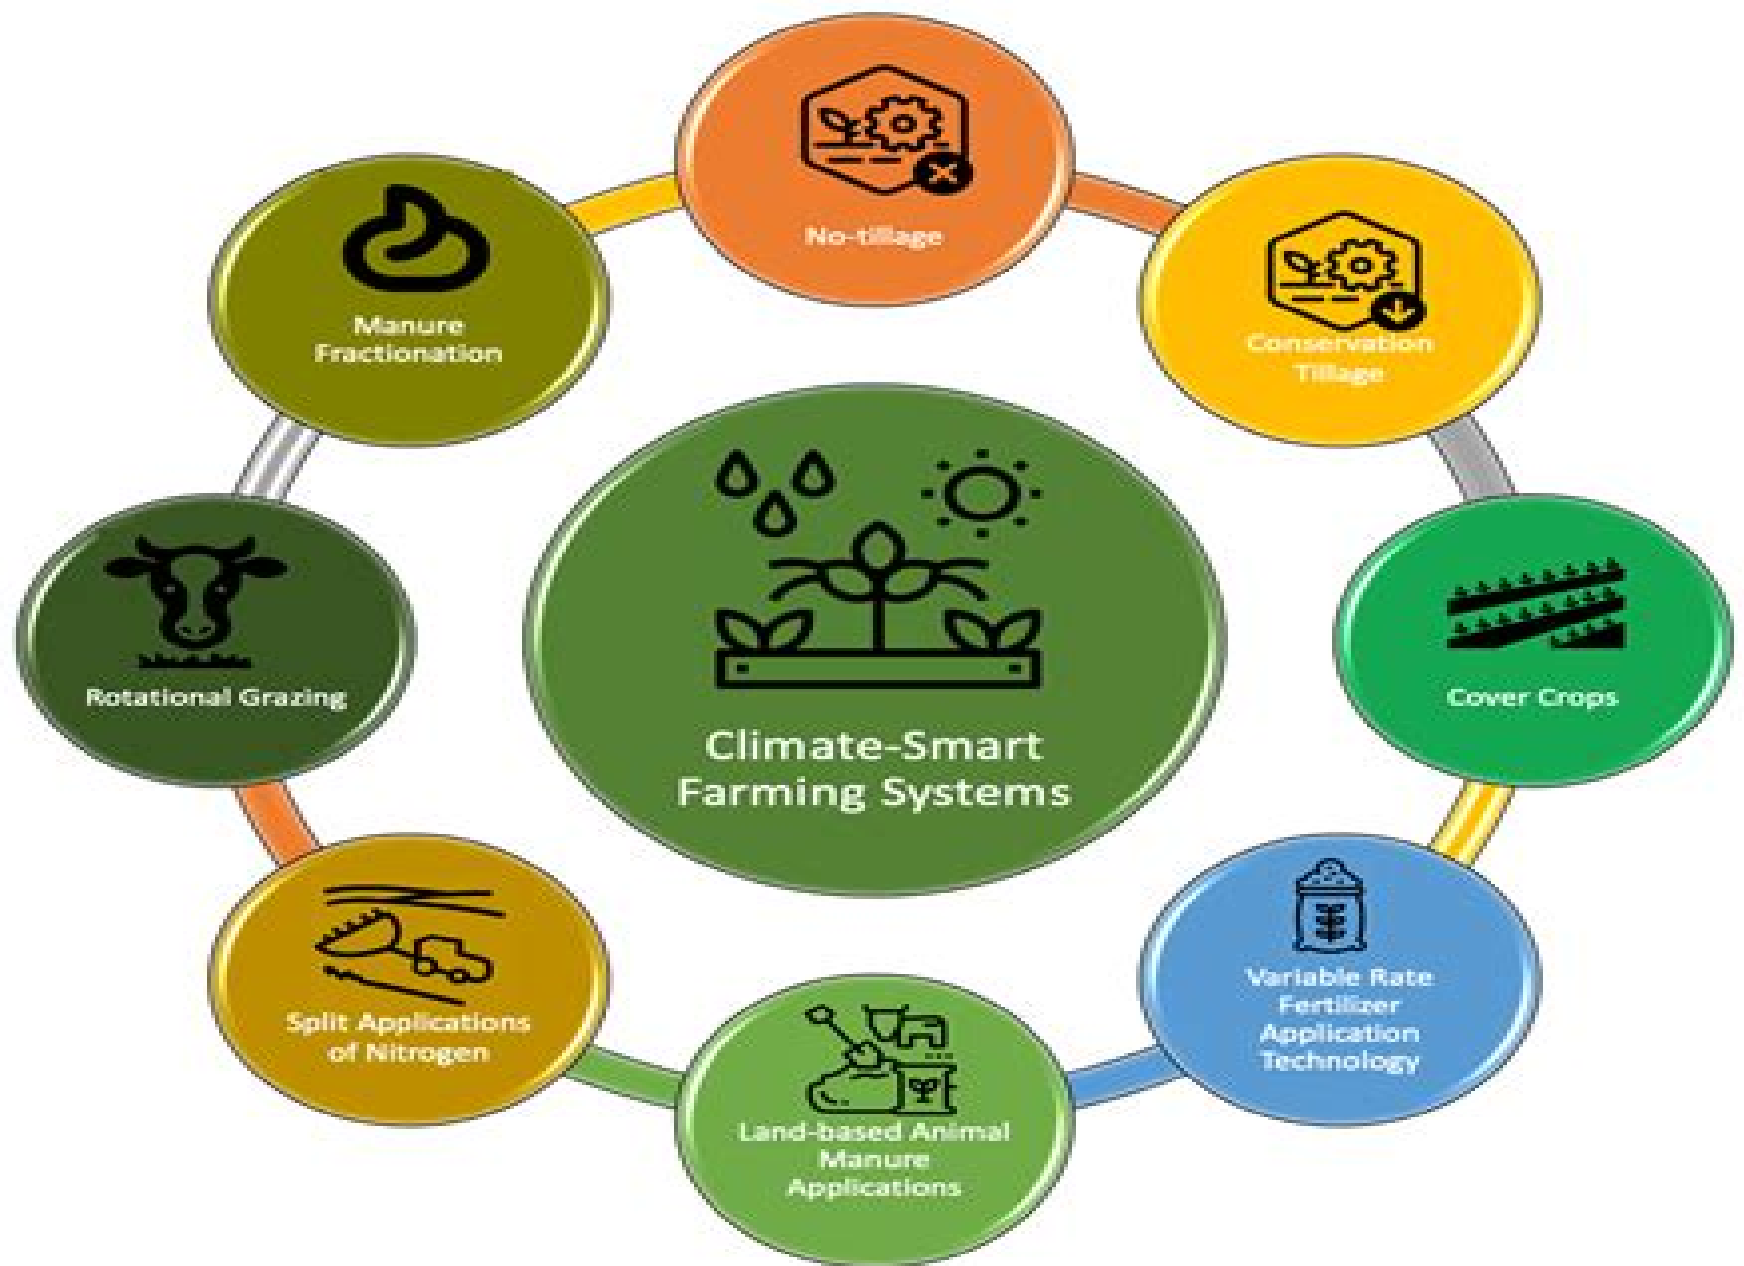 No-tillage
Conservation
Tillage
Cover Crops
Variable Rate
Fertilizer
Application
Technology
Land-based Animal
Manure
Applications
Split Applications
of Nitrogen
Rotational Grazing
Manure
Fractionation
Climate-Smart
Farming Systems